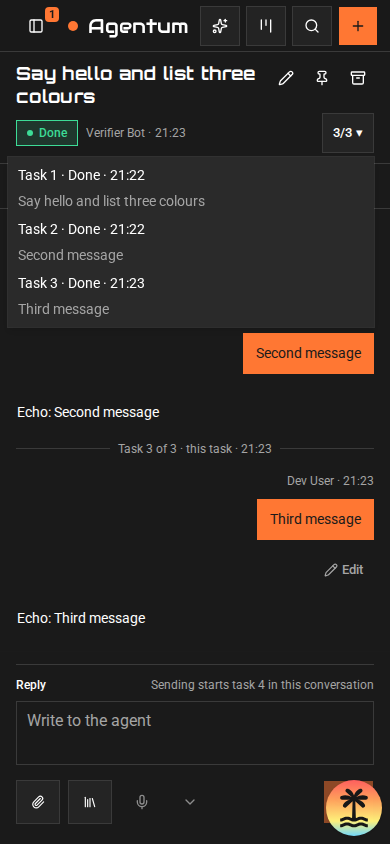 1
Agentum
Say hello and list three
colours
Done
Verifier Bot · 21:23
3/3 ▾
Task 1 · Done · 21:22
Say hello and list three colours
Task 2 · Done · 21:22
Second message
Task 3 · Done · 21:23
Third message
Second message
Echo: Second message
Task 3 of 3 · this task · 21:23
Dev User · 21:23
Third message
Edit
Echo: Third message
Reply
Sending starts task 4 in this conversation
Write to the agent